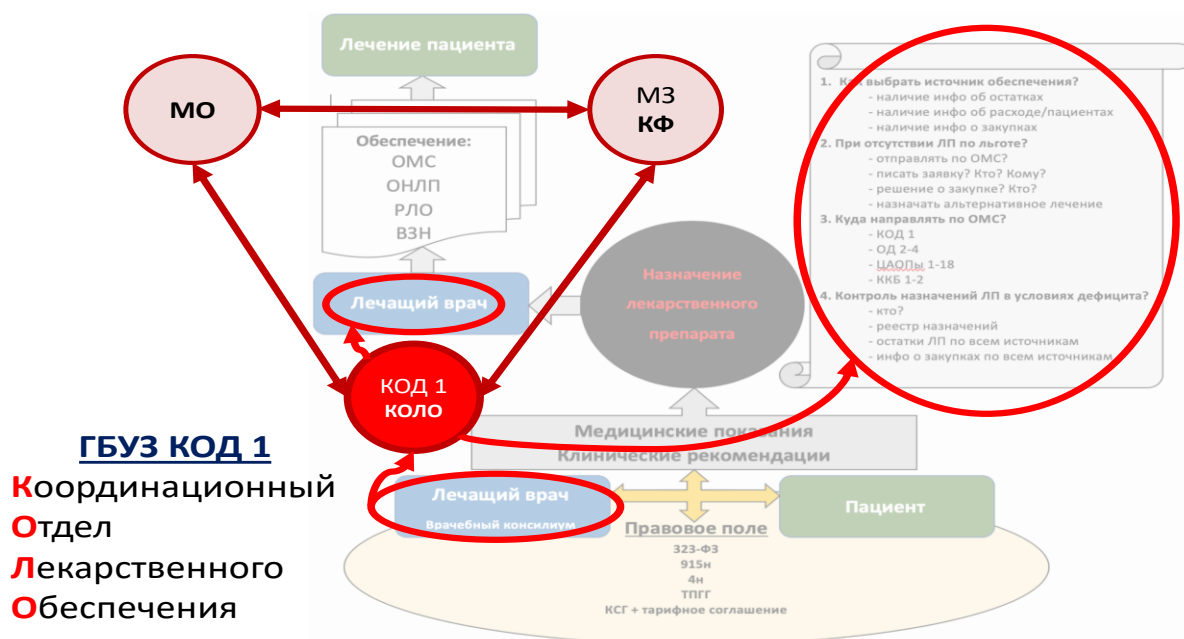 Лечение пациента
МО
МЗ
КФ
Обеспечение:
ОМС
ОНЛП
РЛО
ВЗН
Лечащий врач
Назначение
лекарственного
препарата
1. Как выбрать источник обеспечения?
- наличие инфо об остатках
- наличие инфо об расходе/пациентах
- наличие инфо о закупках
2. При отсутствии ЛП по льготе?
- отправлять по ОМС?
- писать заявку? Кто? Кому?
- решение о закупке? Кто?
- назначать альтернативное лечение
3. Куда направлять по ОМС?
- КОД 1
- ОД 2-4
- ЦАОПы 1-18
- ККБ 1-2
4. Контроль назначений ЛП в условиях дефицита?
- кто?
- реестр назначений
- остатки ЛП по всем источникам
- инфо о закупках по всем источникам
КОД 1
КОЛО
ГБУЗ КОД 1
Координационный
Отдел
Лекарственного
Обеспечения
Медицинские показания
Клинические рекомендации
Лечащий врач
Врачебный консилиум
Пациент
Правовое поле
323-ФЗ
915н
4н
ТПГГ
КСГ + тарифное соглашение